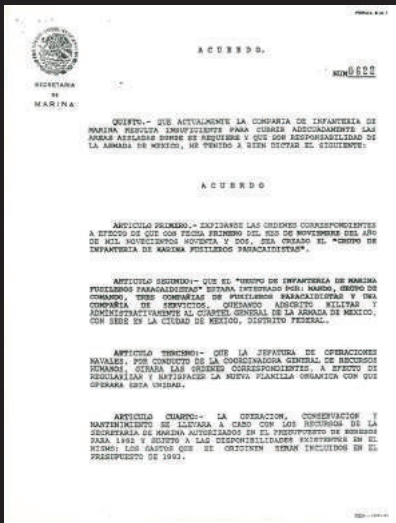 ACUERDO.
NUM 0622
SECRETARIA
DE
MARINA
QUINTO.- QUE ACTUALMENTE LA COMPAÑIA DE INFANTERIA DE
MARINA RESULTA INSUFICIENTE PARA CUBRIR ADECUADAMENTE LAS
AREAS AISLADAS DONDE SE REQUIERE Y QUE SON RESPONSABILIDAD DE
LA ARMADA DE MEXICO, HE TENIDO A BIEN DICTAR EL SIGUIENTE:
ACUERDO
ARTICULO PRIMERO.- EXPIDANSE LAS ORDENES CORRESPONDIENTES
A EFECTO DE QUE CON FECHA PRIMERO DEL MES DE NOVIEMBRE DEL AÑO
DE MIL NOVECIENTOS NOVENTA Y DOS, SEA CREADO EL "GRUPO DE
INFANTERIA DE MARINA FUSILEROS PARACAIDISTAS".
ARTICULO SEGUNDO:- QUE EL "GRUPO DE INFANTERIA DE MARINA
FUSILEROS PARACAIDISTAS" ESTARA INTEGRADO POR: MANDO, GRUPO DE
COMANDO, TRES COMPAÑIAS DE FUSILEROS PARACAIDISTAS Y UNA
COMPAÑIA DE SERVICIOS, QUEDANDO ADSCRITO MILITAR Y
ADMINISTRATIVAMENTE AL CUARTEL GENERAL DE LA ARMADA DE MEXICO,
CON SEDE EN LA CIUDAD DE MEXICO, DISTRITO FEDERAL.
ARTICULO TERCERO:- QUE LA JEFATURA DE OPERACIONES
NAVALES, POR CONDUCTO DE LA COORDINADORA GENERAL DE RECURSOS
HUMANOS, GIRARA LAS ORDENES CORRESPONDIENTES, A EFECTO DE
REGULARIZAR Y SATISFACER LA NUEVA PLANILLA ORGANICA CON QUE
OPERARA ESTA UNIDAD.
ARTICULO CUARTO:- LA OPERACION, CONSERVACION Y
MANTENIMIENTO SE LLEVARA A CABO CON LOS RECURSOS DE LA
SECRETARIA DE MARINA AUTORIZADOS EN EL PRESUPUESTO DE EGRESOS
PARA 1992 Y SUJETO A LAS DISPONIBILIDADES EXISTENTES EN EL
MISMO; LOS GASTOS QUE SE ORIGINEN SERAN INCLUIDOS EN EL
PRESUPUESTO DE 1993.